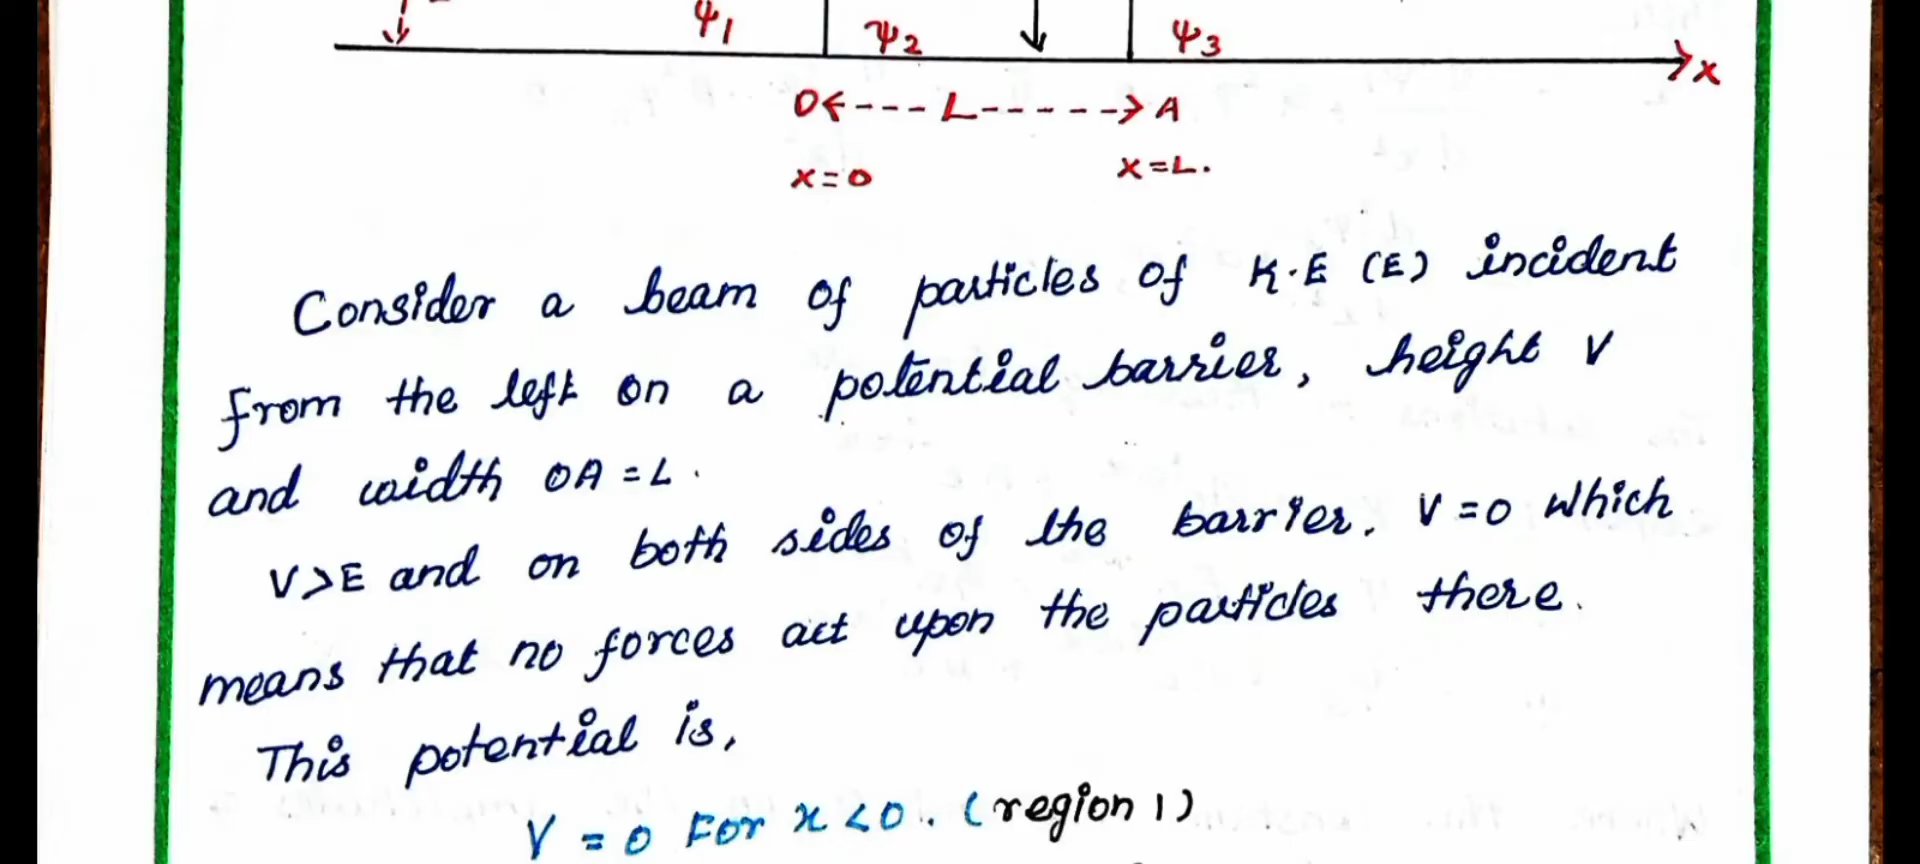 ψ1 ψ2 ψ3
x
O<---L----->A
x=0 x=L.
Consider a beam of particles of K.E (E) incident
from the left on a potential barrier, height V
and width OA = L.
V>E and on both sides of the barrier. V=0 which
means that no forces act upon the particles there.
This potential is,
V = 0 For x<0. (region 1)